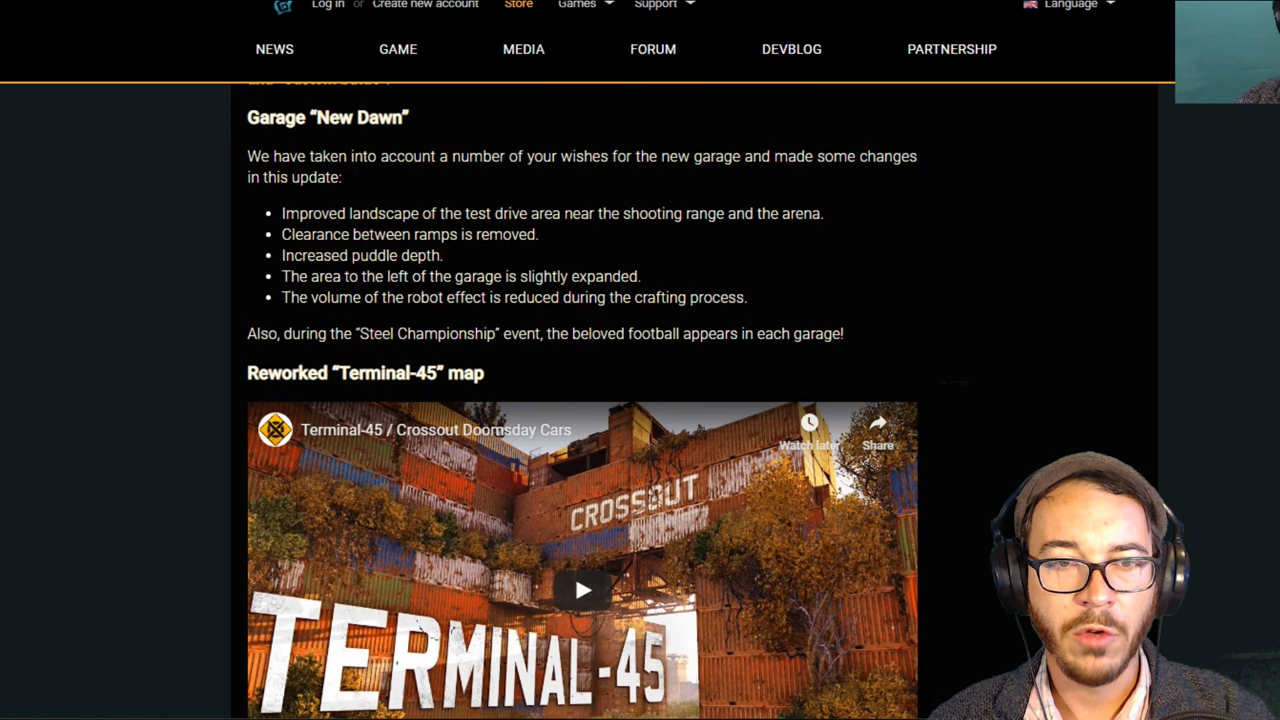 Log in or Create new account Store Games Support Language
NEWS GAME MEDIA FORUM DEVBLOG PARTNERSHIP
Garage “New Dawn”
We have taken into account a number of your wishes for the new garage and made some changes
in this update:
• Improved landscape of the test drive area near the shooting range and the arena.
• Clearance between ramps is removed.
• Increased puddle depth.
• The area to the left of the garage is slightly expanded.
• The volume of the robot effect is reduced during the crafting process.
Also, during the “Steel Championship” event, the beloved football appears in each garage!
Reworked “Terminal-45” map
Terminal-45 / Crossout Doomsday Cars
Watch later Share
CROSSOUT
TERMINAL-45